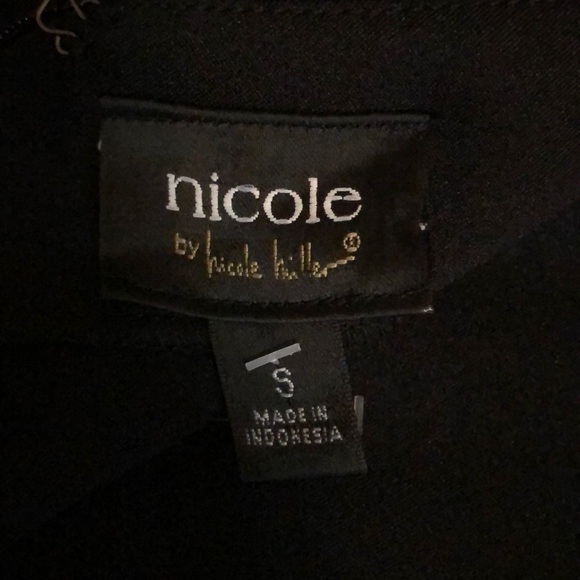 nicole
by nicole miller®
S
MADE IN
INDONESIA